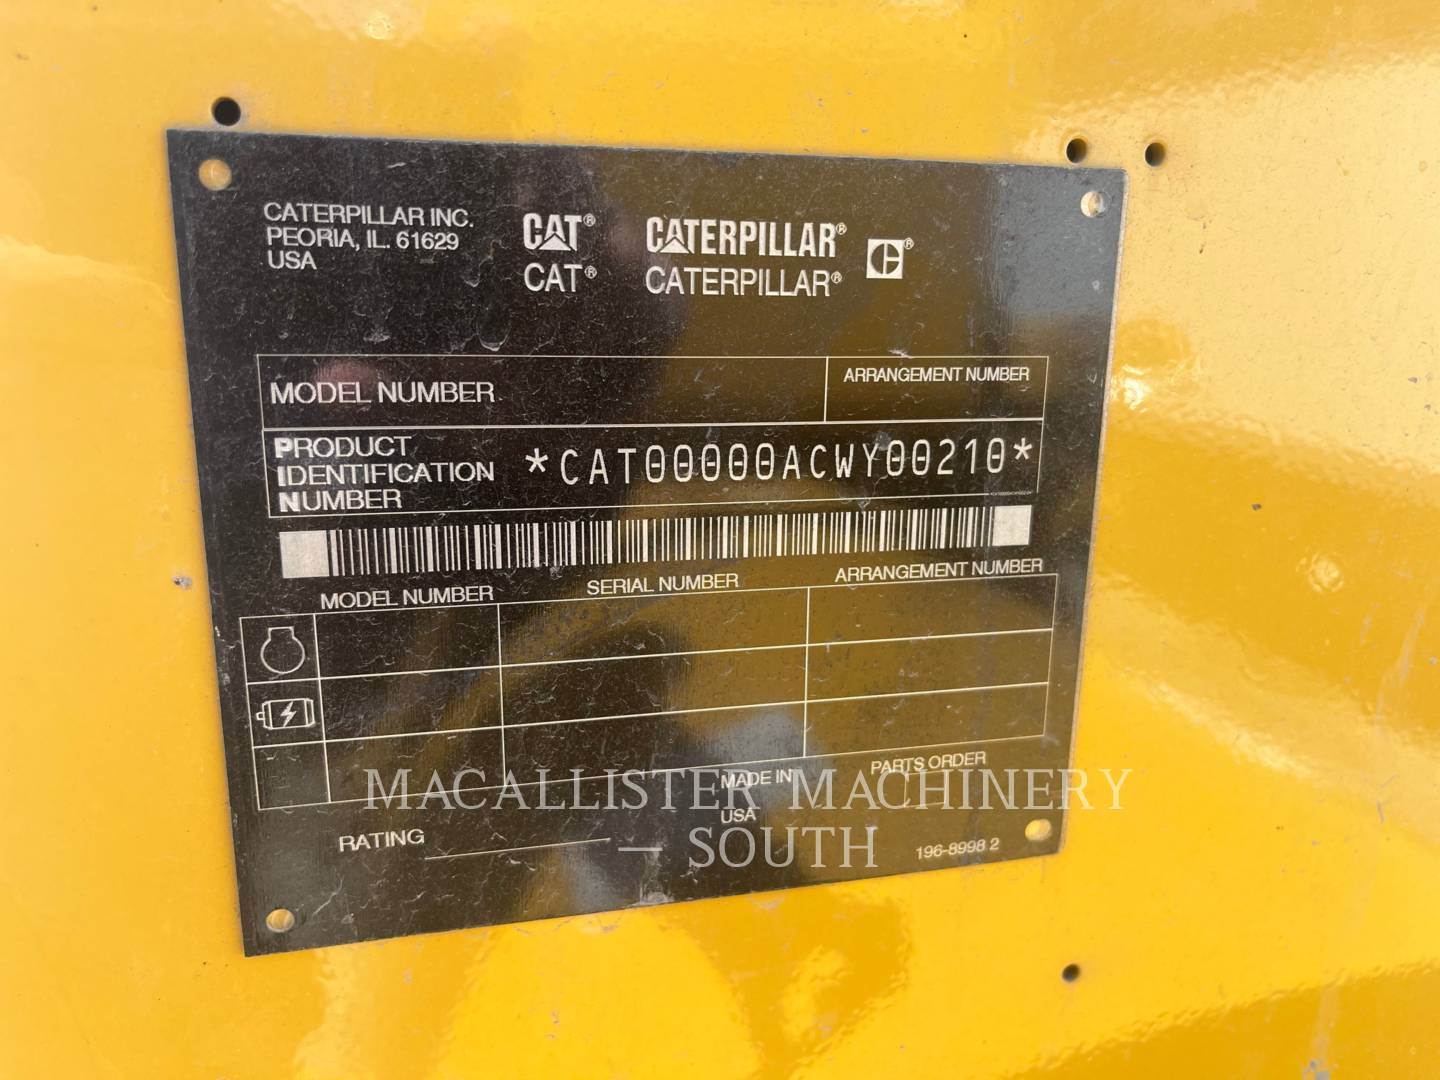 CATERPILLAR INC.
PEORIA, IL. 61629
USA
CAT® CATERPILLAR® ®
CAT® CATERPILLAR®
MODEL NUMBER
ARRANGEMENT NUMBER
PRODUCT
IDENTIFICATION
NUMBER
*CAT00000ACWY00210*
MODEL NUMBER SERIAL NUMBER ARRANGEMENT NUMBER
MADE IN
USA
PARTS ORDER
RATING
196-8998 2
MACALLISTER MACHINERY
— SOUTH